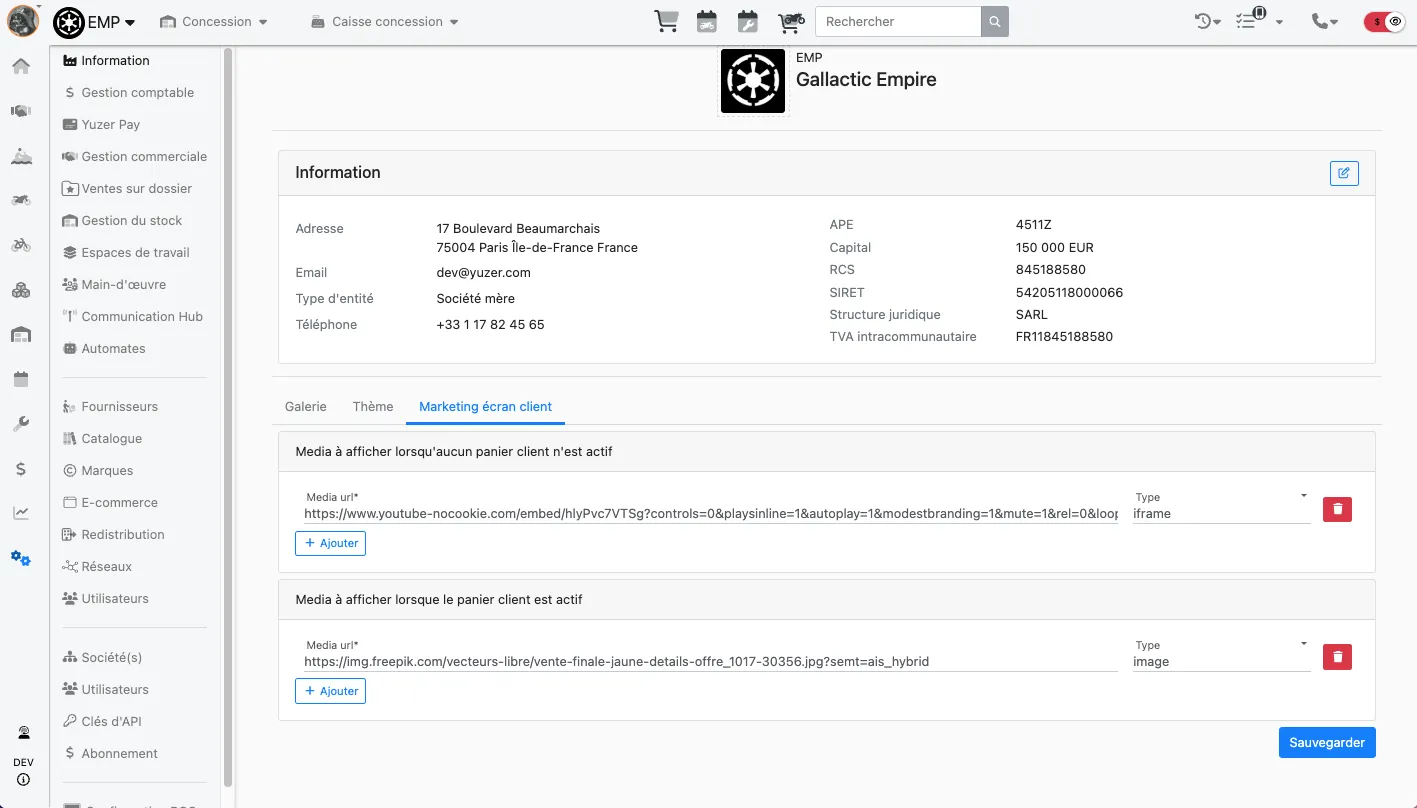 EMP
Concession
Caisse concession
Rechercher
$
Information
Gestion comptable
Yuzer Pay
Gestion commerciale
Ventes sur dossier
Gestion du stock
Espaces de travail
Main-d'œuvre
Communication Hub
Automates
Fournisseurs
Catalogue
Marques
E-commerce
Redistribution
Réseaux
Utilisateurs
Société(s)
Utilisateurs
Clés d'API
Abonnement
DEV
EMP
Gallactic Empire
Information
Adresse
17 Boulevard Beaumarchais
75004 Paris Île-de-France France
Email
dev@yuzer.com
Type d'entité
Société mère
Téléphone
+33 1 17 82 45 65
APE
4511Z
Capital
150 000 EUR
RCS
845188580
SIRET
54205118000066
Structure juridique
SARL
TVA intracommunautaire
FR11845188580
Galerie
Thème
Marketing écran client
Media à afficher lorsqu'aucun panier client n'est actif
Media url*
https://www.youtube-nocookie.com/embed/hlyPvc7VTSg?controls=0&playsinline=1&autoplay=1&modestbranding=1&mute=1&rel=0&loop
Type
iframe
+ Ajouter
Media à afficher lorsque le panier client est actif
Media url*
https://img.freepik.com/vecteurs-libre/vente-finale-jaune-details-offre_1017-30356.jpg?semt=ais_hybrid
Type
image
+ Ajouter
Sauvegarder